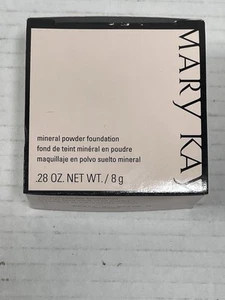 MARY KAY
mineral powder foundation
fond de teint minéral en poudre
maquillaje en polvo suelto mineral
.28 OZ. NET WT. / 8 g